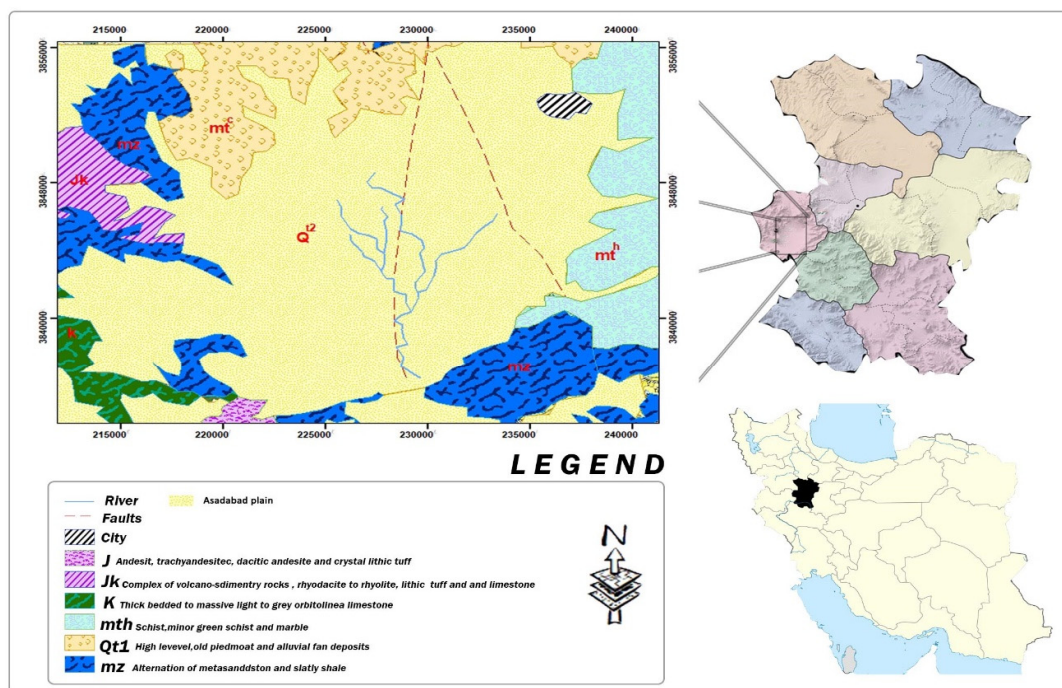 215000° 220000° 225000° 230000° 235000° 240000°
3856000°
3848000°
3840000°
3856000°
3848000°
3840000°
mt^c
mz
Jk
Q^t2
mt^h
k
mz
215000° 220000° 225000° 230000° 235000° 240000°
LEGEND
River Asadabad plain
Faults
City
J Andesit, trachyandesitec, dacitic andesite and crystal lithic tuff
Jk Complex of volcano-sdimentry rocks , rhyodacite to rhyolite, lithic tuff and and limestone
K Thick bedded to massive light to grey orbitolinea limestone
mth Schist,minor green schist and marble
Qt1 High levevel,old piedmoat and alluvial fan deposits
mz Alternation of metasanddston and slatly shale
N